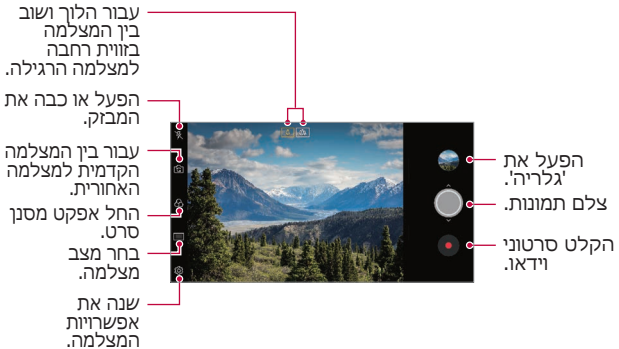 עבור הלוך ושוב
בין המצלמה
בזווית רחבה
למצלמה הרגילה.
הפעל או כבה את
המבזק.
עבור בין המצלמה
הקדמית למצלמה
האחורית.
החל אפקט מסנן
סרט.
בחר מצב
מצלמה.
שנה את
אפשרויות
המצלמה.
הפעל את
'גלריה'.
צלם תמונות.
הקלט סרטוני
וידאו.